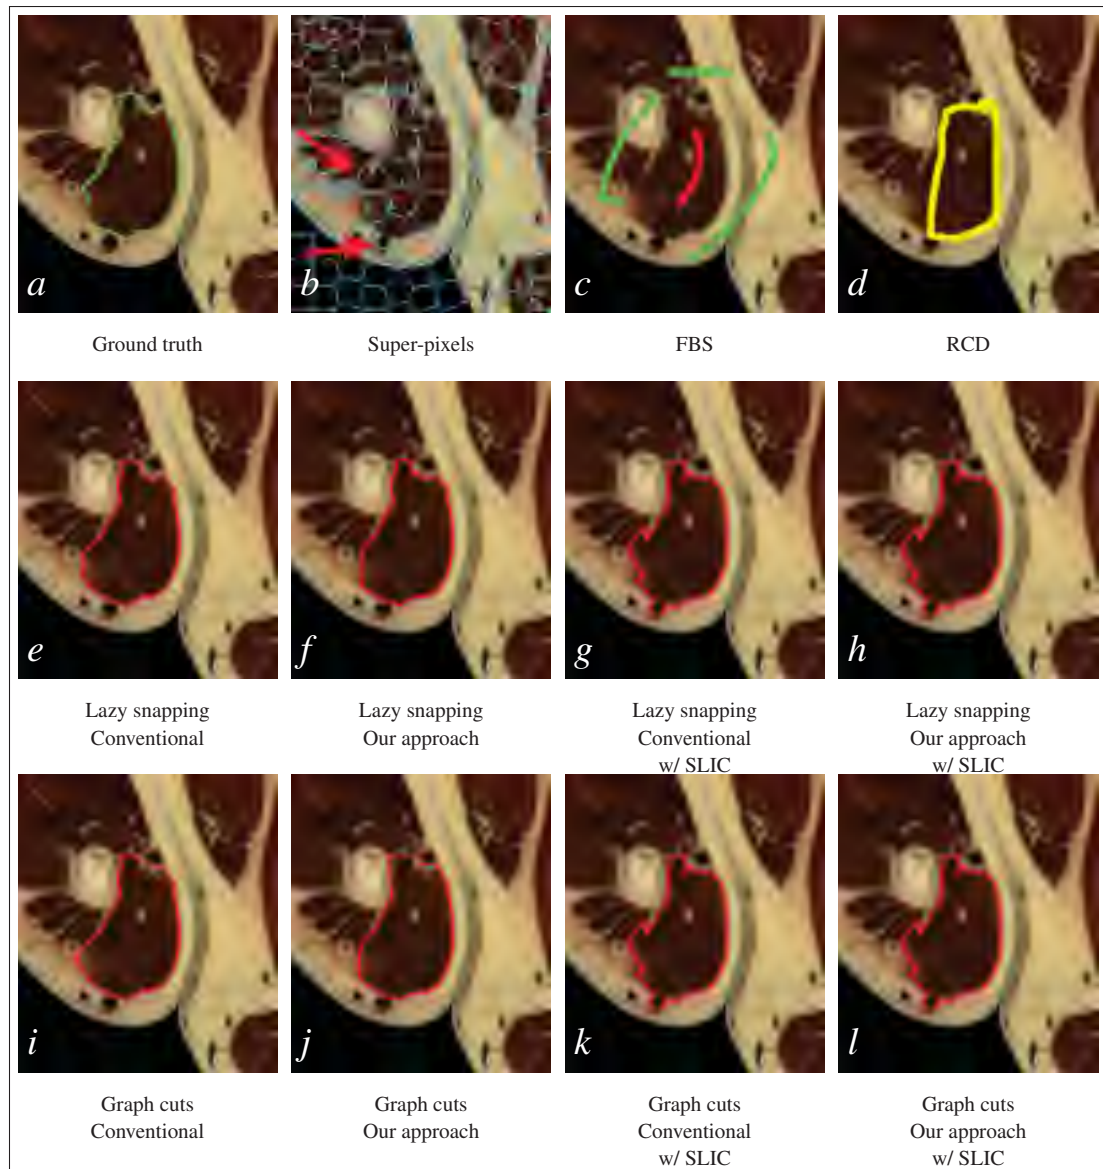 a
b
c
d
Ground truth
Super-pixels
FBS
RCD
e
f
g
h
Lazy snapping
Conventional
Lazy snapping
Our approach
Lazy snapping
Conventional
w/ SLIC
Lazy snapping
Our approach
w/ SLIC
i
j
k
l
Graph cuts
Conventional
Graph cuts
Our approach
Graph cuts
Conventional
w/ SLIC
Graph cuts
Our approach
w/ SLIC